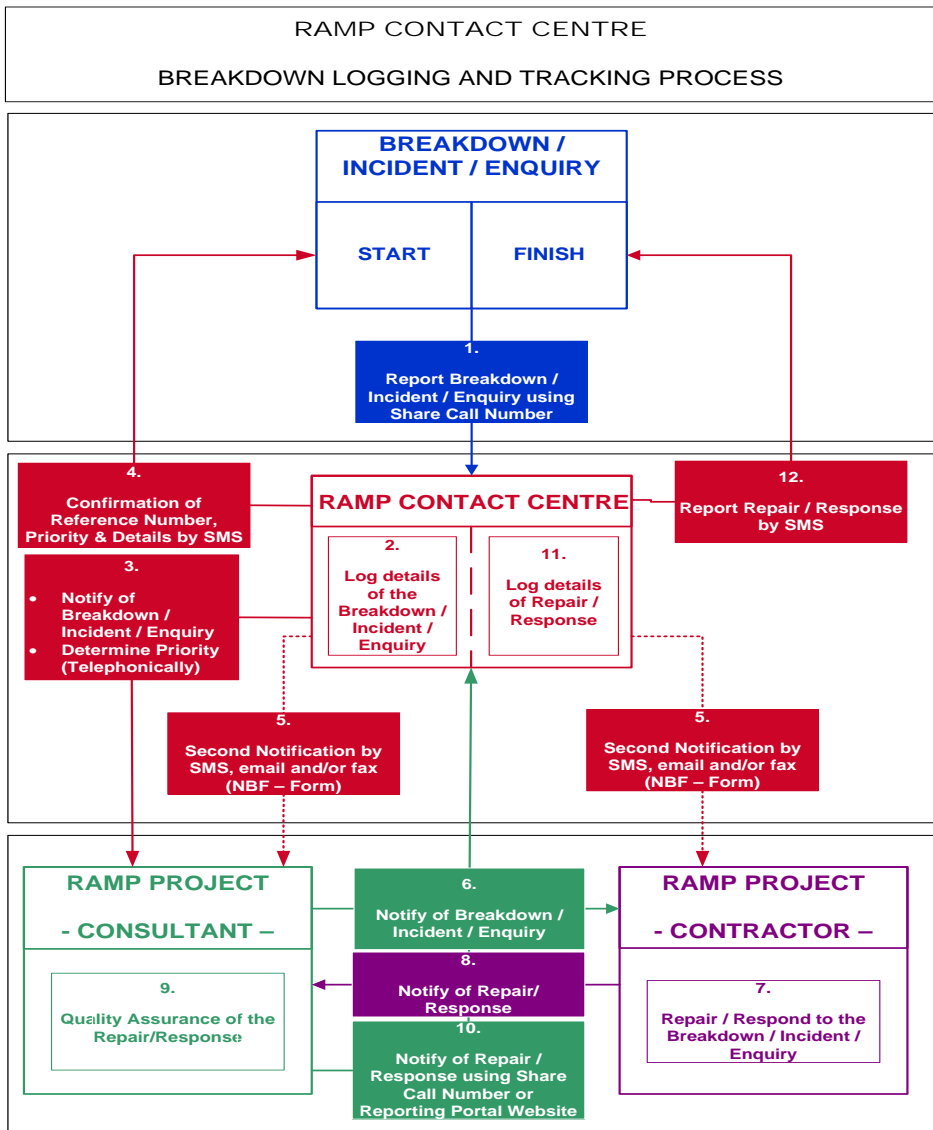 RAMP CONTACT CENTRE
BREAKDOWN LOGGING AND TRACKING PROCESS
BREAKDOWN /
INCIDENT / ENQUIRY
START
FINISH
1.
Report Breakdown /
Incident / Enquiry using
Share Call Number
4.
Confirmation of
Reference Number,
Priority & Details by SMS
RAMP CONTACT CENTRE
12.
Report Repair / Response
by SMS
3.
• Notify of
Breakdown /
Incident / Enquiry
• Determine Priority
(Telephonically)
2.
Log details
of the
Breakdown /
Incident /
Enquiry
11.
Log details
of Repair /
Response
5.
Second Notification by
SMS, email and/or fax
(NBF – Form)
5.
Second Notification by
SMS, email and/or fax
(NBF – Form)
RAMP PROJECT
- CONSULTANT –
6.
Notify of Breakdown /
Incident / Enquiry
RAMP PROJECT
- CONTRACTOR –
8.
Notify of Repair/
Response
9.
Quality Assurance of the
Repair/Response
7.
Repair / Respond to the
Breakdown / Incident /
Enquiry
10.
Notify of Repair /
Response using Share
Call Number or
Reporting Portal Website